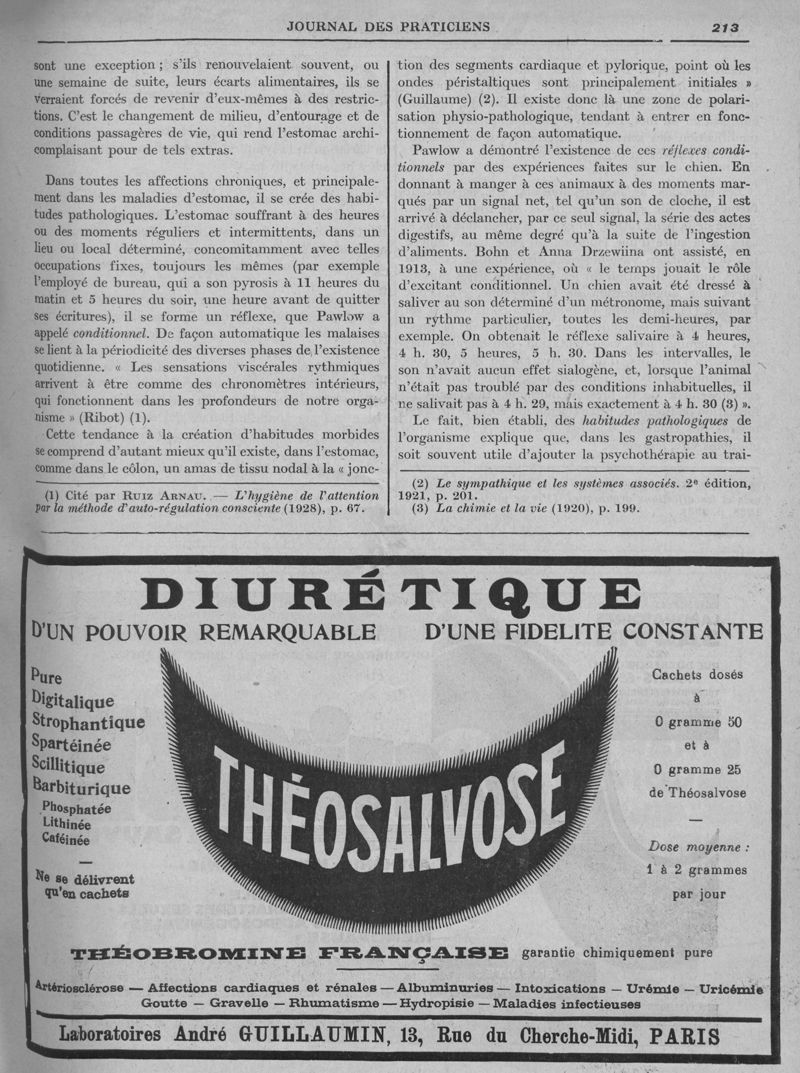 JOURNAL DES PRATICIENS 213
sont une exception ; s'ils renouvelaient souvent, ou
une semaine de suite, leurs écarts alimentaires, ils se
verraient forcés de revenir d'eux-mêmes à des restric-
tions. C'est le changement de milieu, d'entourage et de
conditions passagères de vie, qui rend l'estomac archi-
complaisant pour de tels extras.
Dans toutes les affections chroniques, et principale-
ment dans les maladies d'estomac, il se crée des habi-
tudes pathologiques. L'estomac souffrant à des heures
ou des moments réguliers et intermittents, dans un
lieu ou local déterminé, concomitamment avec telles
occupations fixes, toujours les mêmes (par exemple
l'employé de bureau, qui a son pyrosis à 11 heures du
matin et 5 heures du soir, une heure avant de quitter
ses écritures), il se forme un réflexe, que Pawlow a
appelé conditionnel. De façon automatique les malaises
se lient à la périodicité des diverses phases de l'existence
quotidienne. « Les sensations viscérales rythmiques
arrivent à être comme des chronomètres intérieurs,
qui fonctionnent dans les profondeurs de notre orga-
nisme » (Ribot) (1).
Cette tendance à la création d'habitudes morbides
se comprend d'autant mieux qu'il existe, dans l'estomac,
comme dans le côlon, un amas de tissu nodal à la « jonc-
(1) Cité par RUIZ ARNAU. — L'hygiène de l'attention
par la méthode d'auto-régulation consciente (1928), p. 67.
tion des segments cardiaque et pylorique, point où les
ondes péristaltiques sont principalement initiales »
(Guillaume) (2). Il existe donc là une zone de polari-
sation physio-pathologique, tendant à entrer en fonc-
tionnement de façon automatique.
Pawlow a démontré l'existence de ces réflexes condi-
tionnels par des expériences faites sur le chien. En
donnant à manger à ces animaux à des moments mar-
qués par un signal net, tel qu'un son de cloche, il est
arrivé à déclancher, par ce seul signal, la série des actes
digestifs, au même degré qu'à la suite de l'ingestion
d'aliments. Bohn et Anna Drzewiina ont assisté, en
1913, à une expérience, où « le temps jouait le rôle
d'excitant conditionnel. Un chien avait été dressé à
saliver au son déterminé d'un métronome, mais suivant
un rythme particulier, toutes les demi-heures, par
exemple. On obtenait le réflexe salivaire à 4 heures,
4 h. 30, 5 heures, 5 h. 30. Dans les intervalles, le
son n'avait aucun effet sialogène, et, lorsque l'animal
n'était pas troublé par des conditions inhabituelles, il
ne salivait pas à 4 h. 29, mais exactement à 4 h. 30 (3) ».
Le fait, bien établi, des habitudes pathologiques de
l'organisme explique que, dans les gastropathies, il
soit souvent utile d'ajouter la psychothérapie au trai-
(2) Le sympathique et les systèmes associés. 2e édition,
1921, p. 201.
(3) La chimie et la vie (1920), p. 199.
DIURÉTIQUE
D'UN POUVOIR REMARQUABLE D'UNE FIDELITE CONSTANTE
Pure
Digitalique
Strophantique
Spartéinée
Scillitique
Barbiturique
Phosphatée
Lithinée
Caféinée
Ne se délivrent
qu'en cachets
THÉOSALVOSE
Cachets dosés
à
0 gramme 50
et à
0 gramme 25
de Théosalvose
Dose moyenne :
1 à 2 grammes
par jour
THÉOBROMINE FRANÇAISE garantie chimiquement pure
Artériosclérose — Affections cardiaques et rénales — Albuminuries — Intoxications — Urémie — Uricémie
Goutte — Gravelle — Rhumatisme — Hydropisie — Maladies infectieuses
Laboratoires André GUILLAUMIN, 13, Rue du Cherche-Midi, PARIS